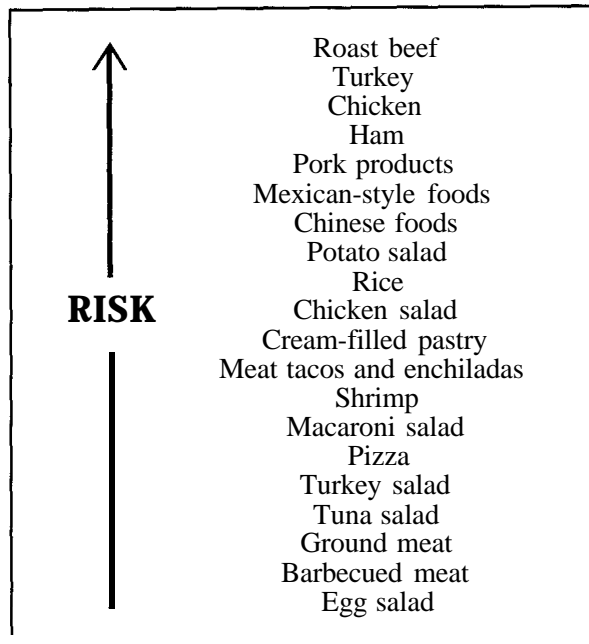 Roast beef
Turkey
Chicken
Ham
Pork products
Mexican-style foods
Chinese foods
Potato salad
Rice
RISK
Chicken salad
Cream-filled pastry
Meat tacos and enchiladas
Shrimp
Macaroni salad
Pizza
Turkey salad
Tuna salad
Ground meat
Barbecued meat
Egg salad